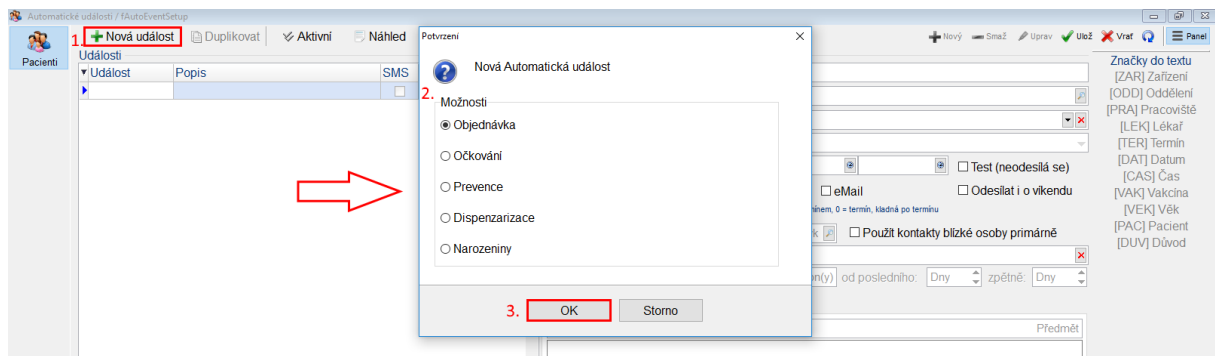 Automatické události / fAutoEventSetup
1. Nová událost Duplikovat Aktivní Náhled
Nový Smaž Uprav Ulož Vrať Panel
Pacienti
Události
Událost Popis SMS
Potvrzení
Nová Automatická událost
2.
Možnosti
Objednávka
Očkování
Prevence
Dispenzarizace
Narozeniny
3. OK Storno
Test (neodesílá se)
eMail Odesílat i o víkendu
0 = termín, kladná po termínu
Použít kontakty blízké osoby primárně
od posledního: Dny zpětně: Dny
Předmět
Značky do textu
[ZAR] Zařízení
[ODD] Oddělení
[PRA] Pracoviště
[LEK] Lékař
[TER] Termín
[DAT] Datum
[CAS] Čas
[VAK] Vakcína
[VEK] Věk
[PAC] Pacient
[DUV] Důvod